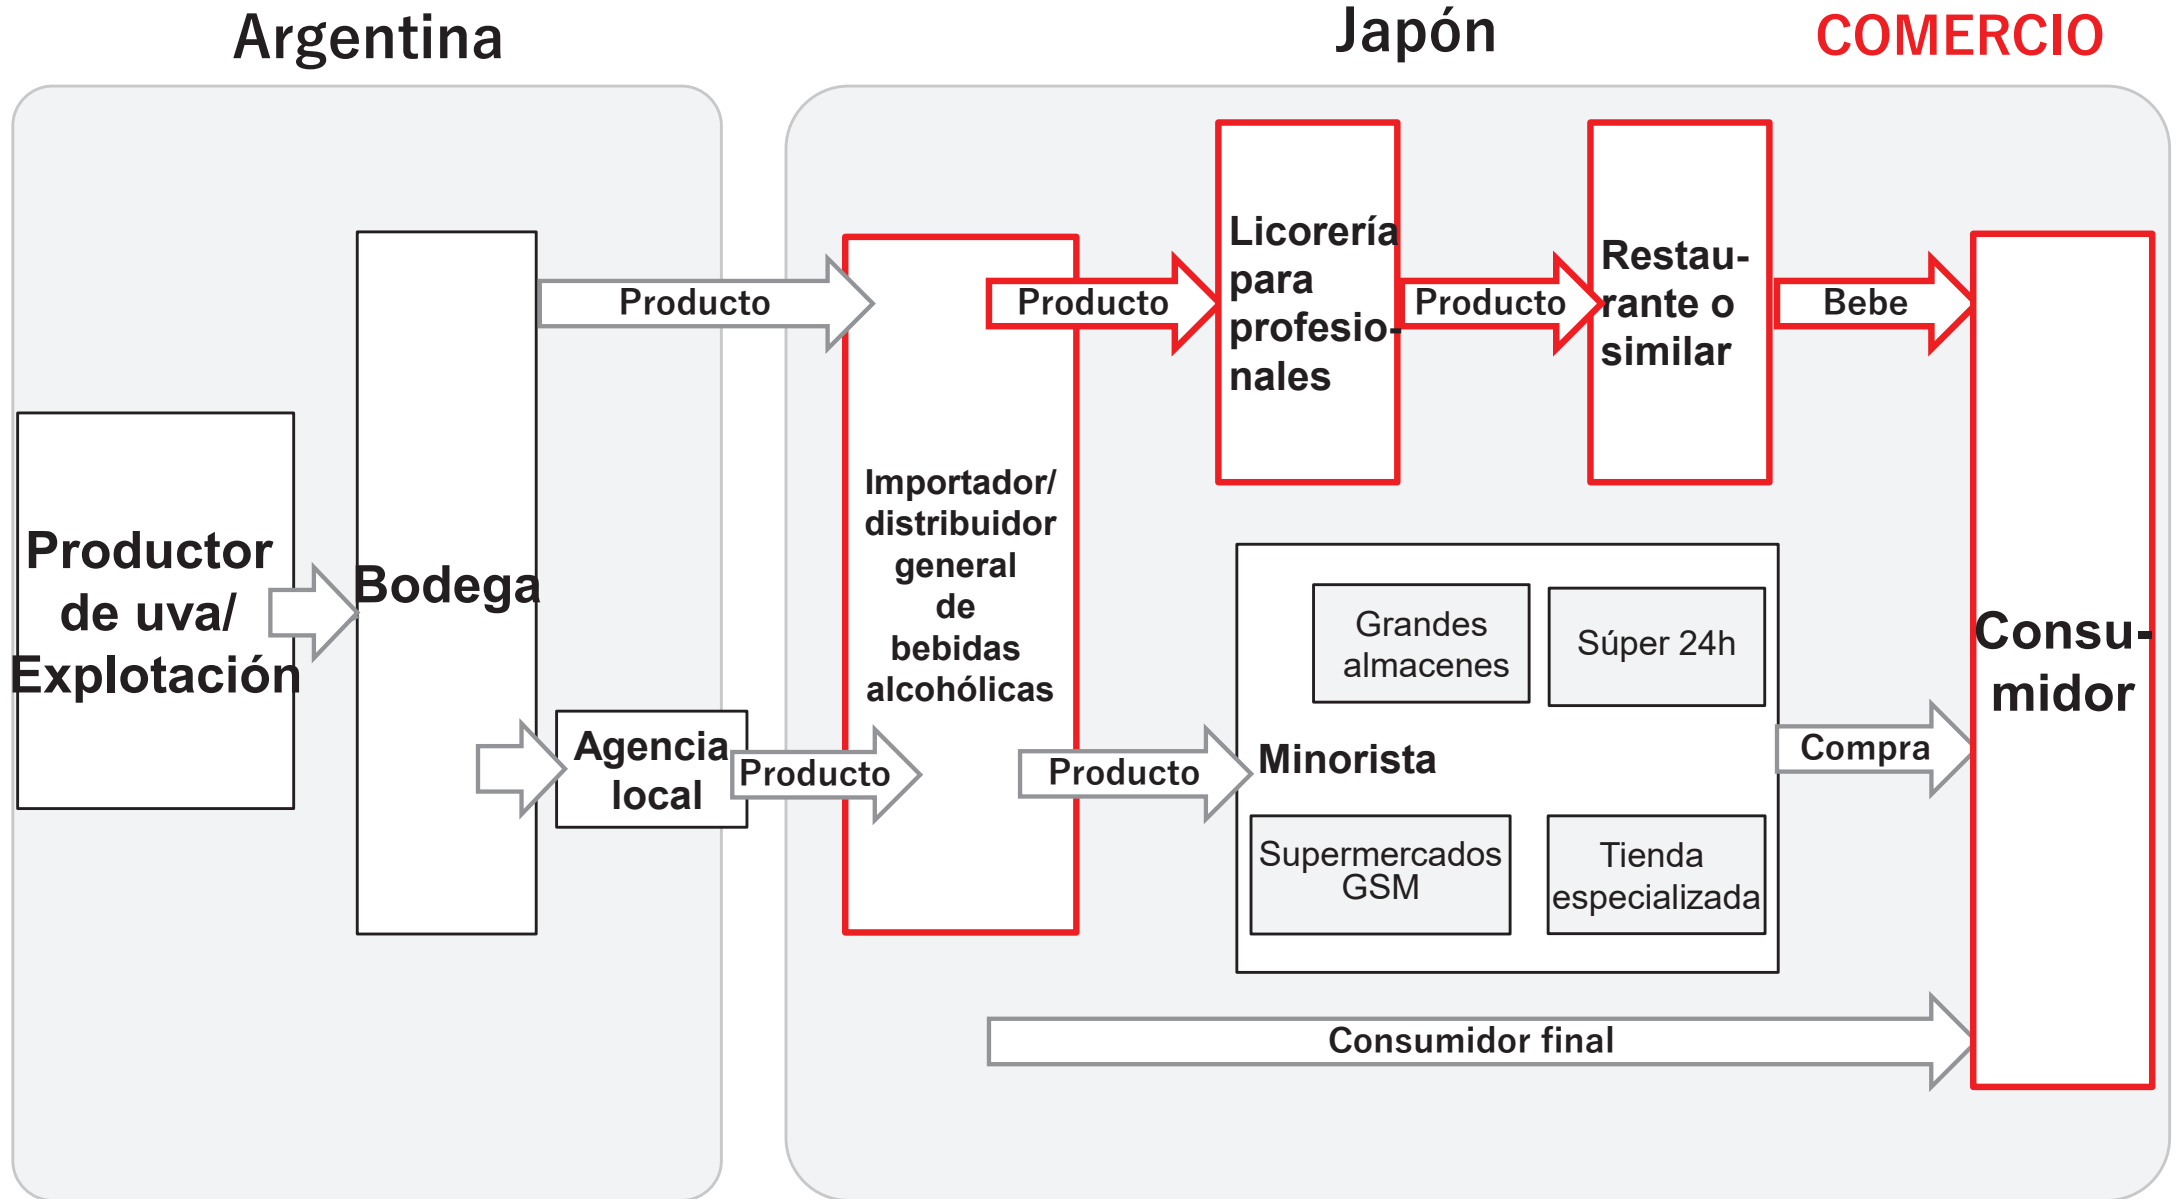 Argentina
Japón
COMERCIO
Productor
de uva/
Explotación
Bodega
Producto
Agencia
local
Producto
Importador/
distribuidor
general
de
bebidas
alcohólicas
Producto
Licorería
para
profesio-
nales
Producto
Restau-
rante o
similar
Bebe
Producto
Minorista
Grandes
almacenes
Súper 24h
Supermercados
GSM
Tienda
especializada
Compra
Consumidor final
Consu-
midor